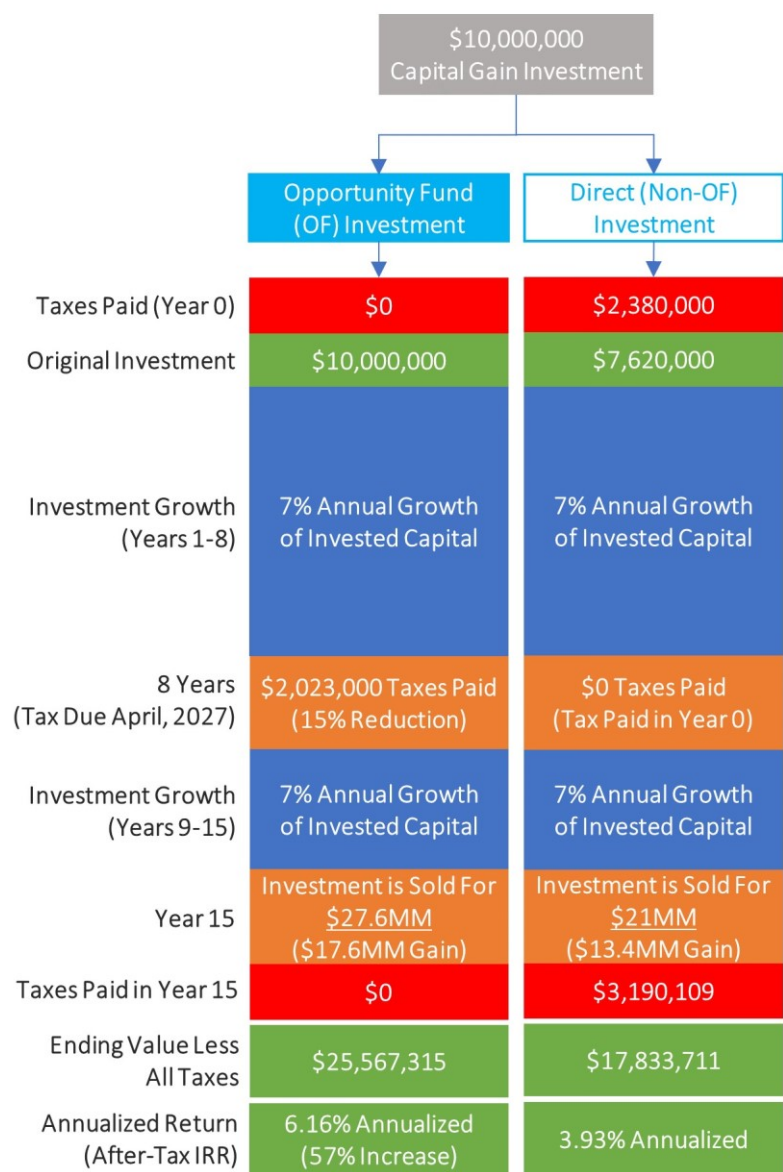 $10,000,000
Capital Gain Investment
Opportunity Fund
(OF) Investment
Direct (Non-OF)
Investment
Taxes Paid (Year 0)
$0
$2,380,000
Original Investment
$10,000,000
$7,620,000
Investment Growth
(Years 1-8)
7% Annual Growth
of Invested Capital
7% Annual Growth
of Invested Capital
8 Years
(Tax Due April, 2027)
$2,023,000 Taxes Paid
(15% Reduction)
$0 Taxes Paid
(Tax Paid in Year 0)
Investment Growth
(Years 9-15)
7% Annual Growth
of Invested Capital
7% Annual Growth
of Invested Capital
Year 15
Investment is Sold For
$27.6MM
($17.6MM Gain)
Investment is Sold For
$21MM
($13.4MM Gain)
Taxes Paid in Year 15
$0
$3,190,109
Ending Value Less
All Taxes
$25,567,315
$17,833,711
Annualized Return
(After-Tax IRR)
6.16% Annualized
(57% Increase)
3.93% Annualized